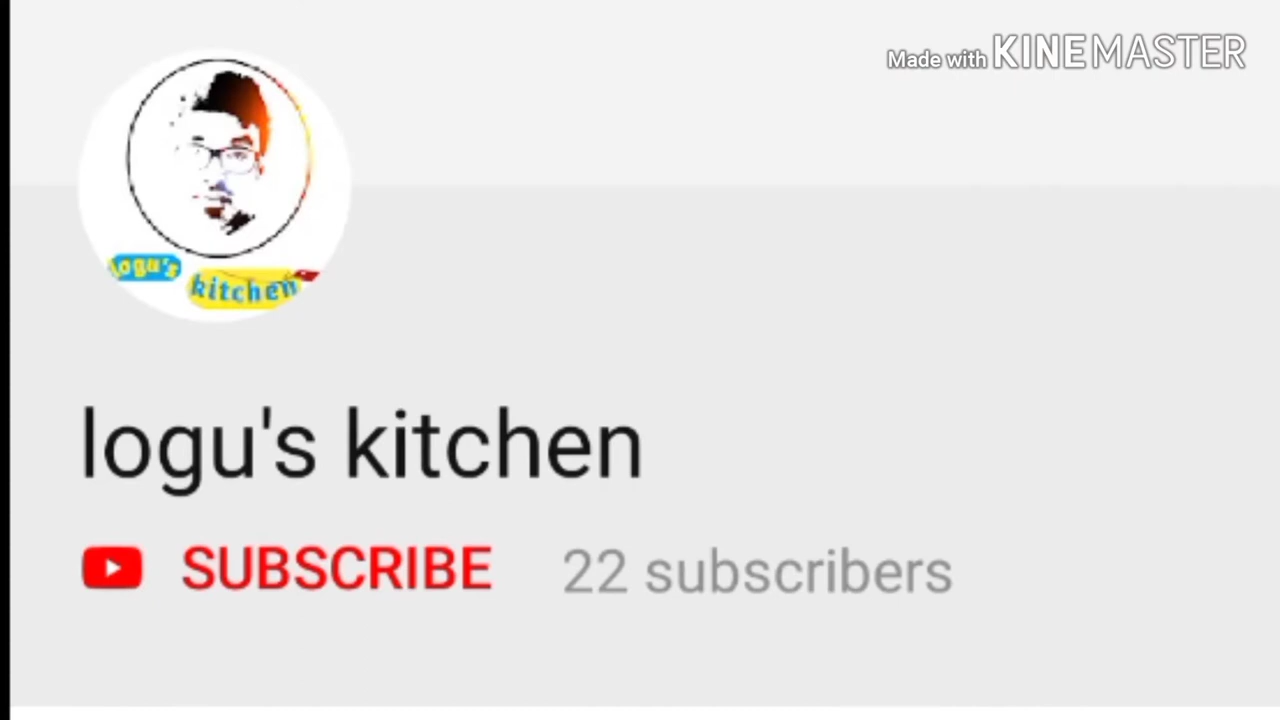 Made with KINEMASTER
logu's
kitchen
logu's kitchen
SUBSCRIBE 22 subscribers